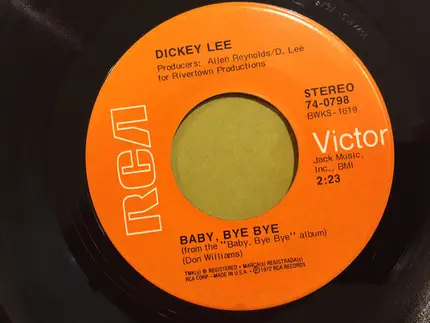 DICKEY LEE
Producers: Allen Reynolds/D. Lee
for Rivertown Productions
STEREO
74-0798
BWKS-1619
RCA
Victor
Jack Music,
Inc., BMI
2:23
BABY, BYE BYE
(from the "Baby, Bye Bye" album)
(Don Williams)
TMK(s) ® REGISTERED • MARCA(s) REGISTRADA(s)
RCA CORP—MADE IN U.S.A. • ℗ 1972 RCA RECORDS